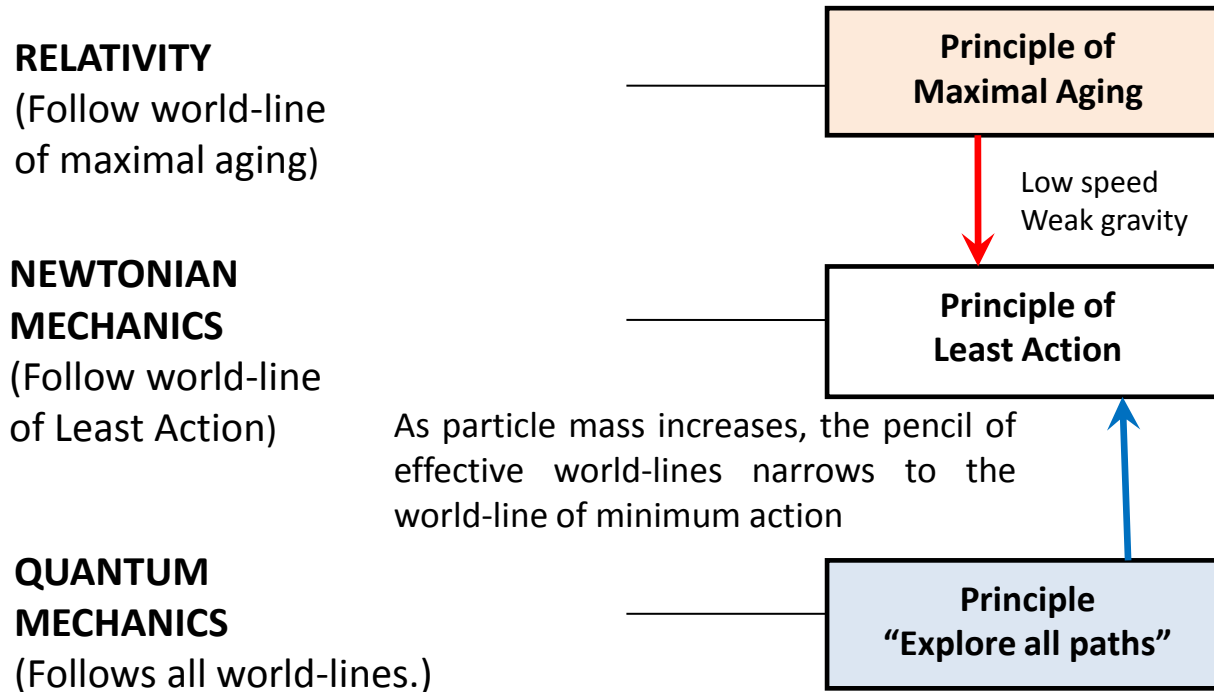 RELATIVITY
(Follow world-line
of maximal aging)
Principle of
Maximal Aging
Low speed
Weak gravity
NEWTONIAN
MECHANICS
(Follow world-line
of Least Action)
Principle of
Least Action
As particle mass increases, the pencil of
effective world-lines narrows to the
world-line of minimum action
QUANTUM
MECHANICS
(Follows all world-lines.)
Principle
“Explore all paths”